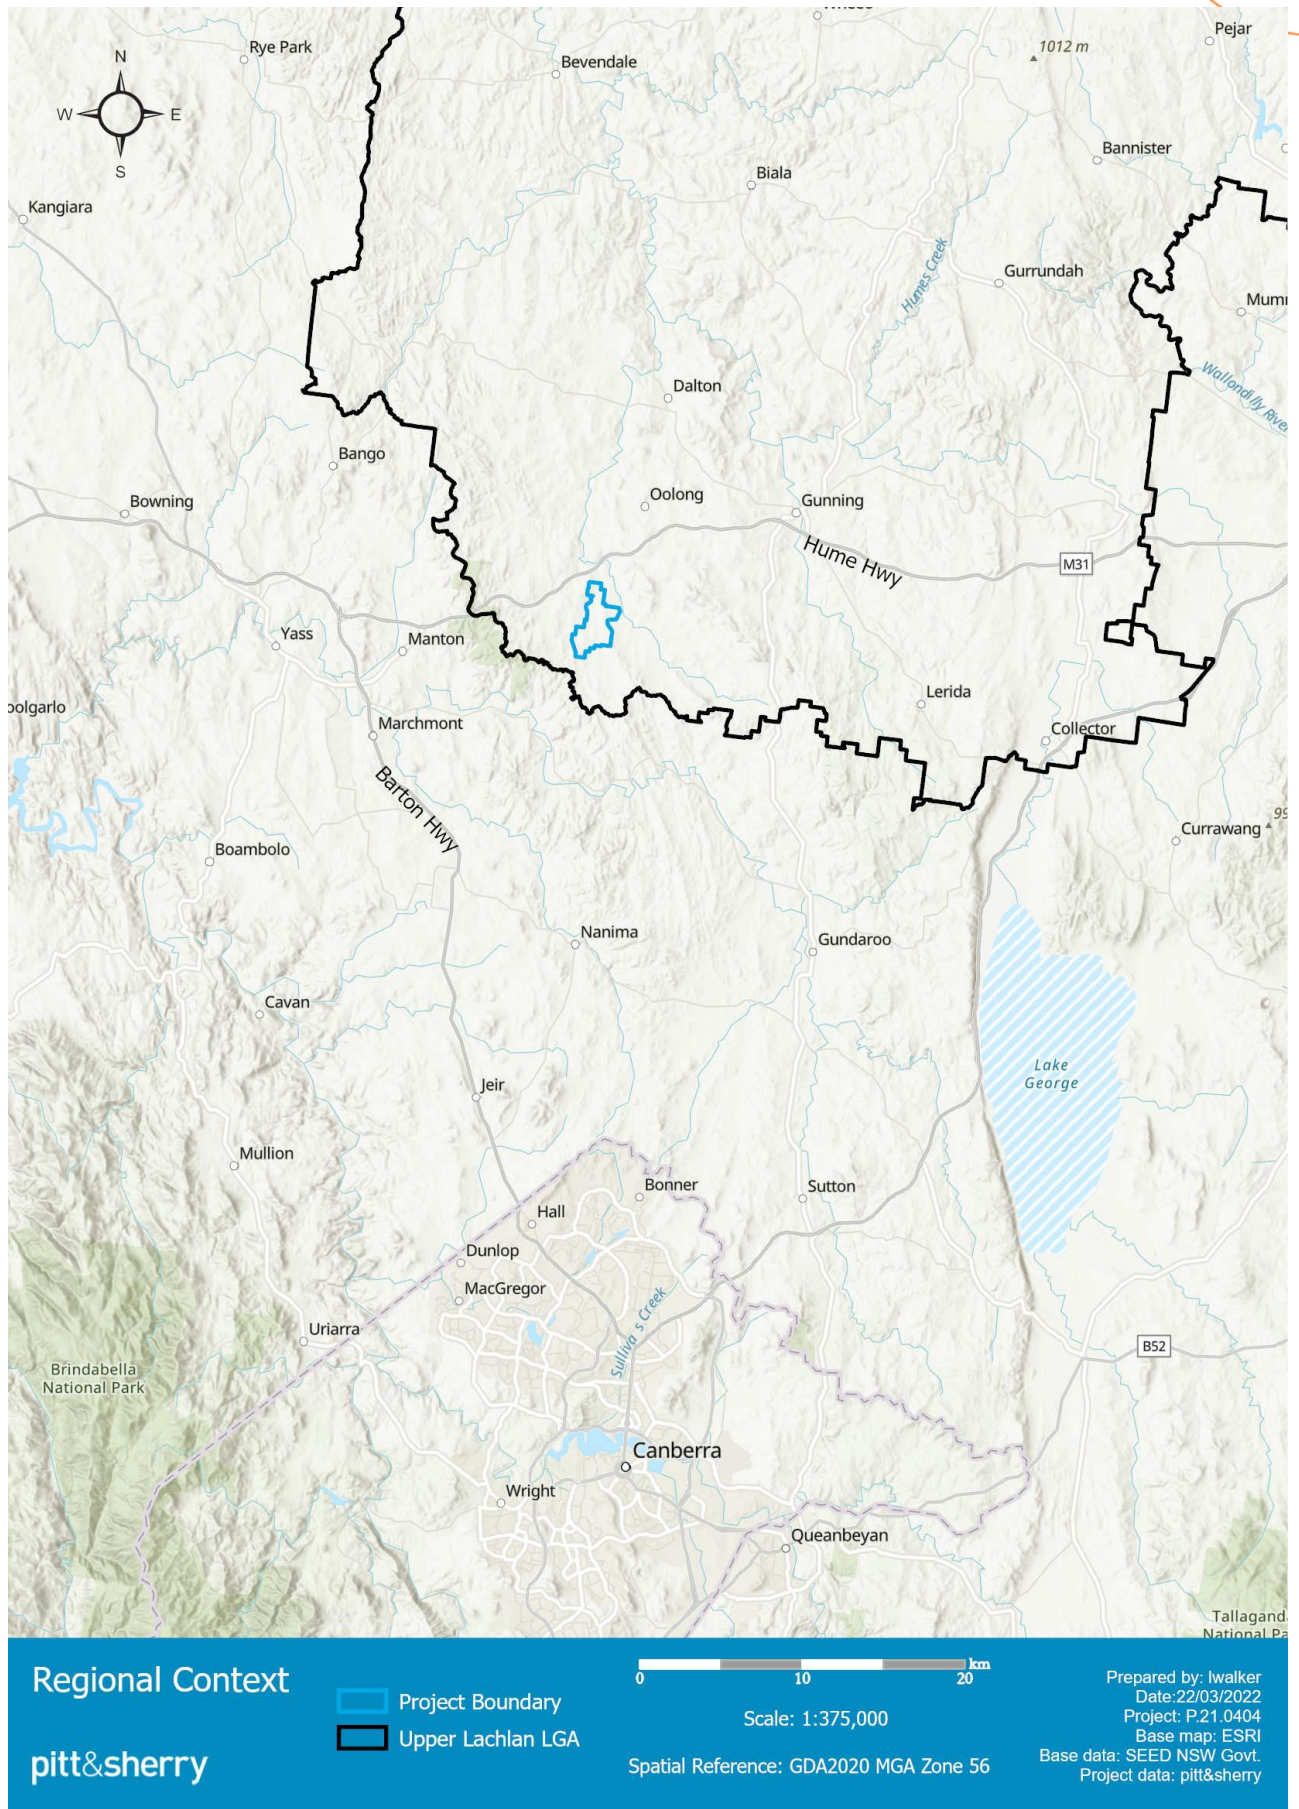 Pejar
Rye Park
1012 m
N
Bevendale
W
E
Bannister
S
Biala
Kangiara
Humes Creek
Gurrundah
Wallondilly River
Dalton
Bango
Oolong
Bowning
Gunning
Hume Hwy
M31
Yass
Manton
Lerida
Marchmont
Collector
Barton Hwy
Currawang
Boambolo
Nanima
Gundaroo
Cavan
Lake
George
Jeir
Mullion
Bonner
Sutton
Hall
Dunlop
MacGregor
Sulliva s Creek
Uriarra
B52
Brindabella
National Park
Canberra
Wright
Queanbeyan
Tallagand
National Pa
Regional Context
pitt&sherry
Project Boundary
Upper Lachlan LGA
km
0 10 20
Scale: 1:375,000
Spatial Reference: GDA2020 MGA Zone 56
Prepared by: lwalker
Date:22/03/2022
Project: P.21.0404
Base map: ESRI
Base data: SEED NSW Govt.
Project data: pitt&sherry